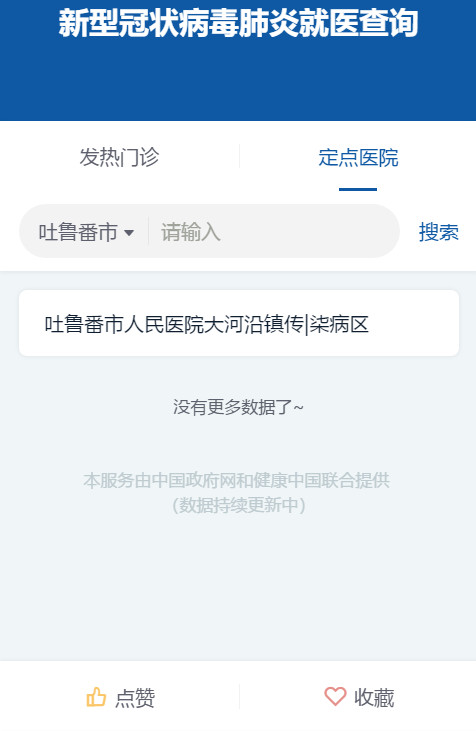 新型冠状病毒肺炎就医查询
发热门诊
定点医院
吐鲁番市
请输入
搜索
吐鲁番市人民医院大河沿镇传|柒病区
没有更多数据了~
本服务由中国政府网和健康中国联合提供
（数据持续更新中）
点赞
收藏